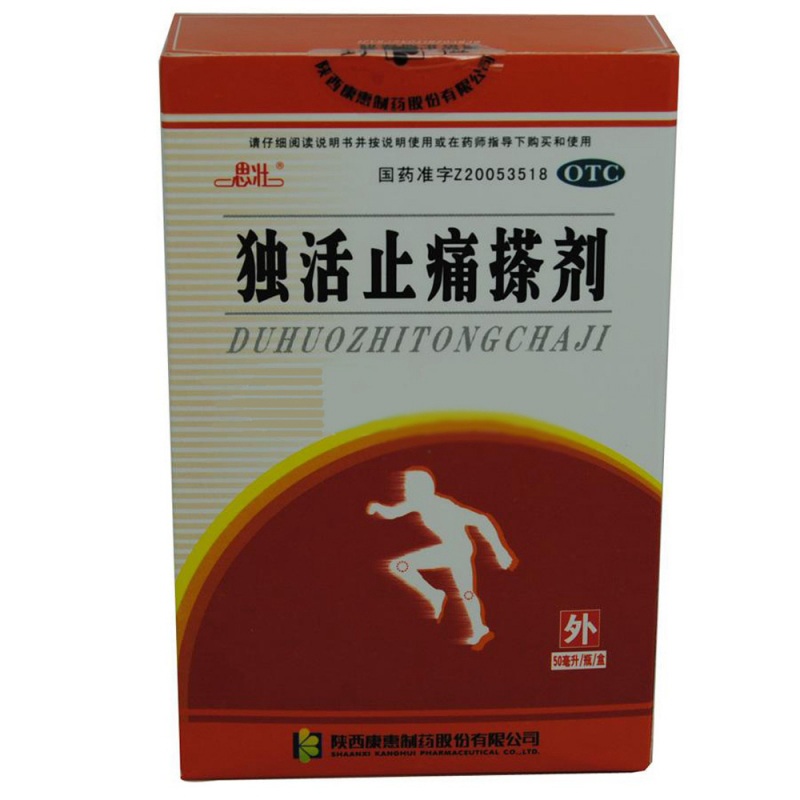 陕西康惠制药股份有限公司
请仔细阅读说明书并按说明使用或在药师指导下购买和使用
思壮®
国药准字Z20053518 OTC
独活止痛搽剂
DUHUOZHITONGCHAJI
外
50毫升/瓶/盒
陕西康惠制药股份有限公司
SHAANXI KANGHUI PHARMACEUTICAL CO.,LTD.